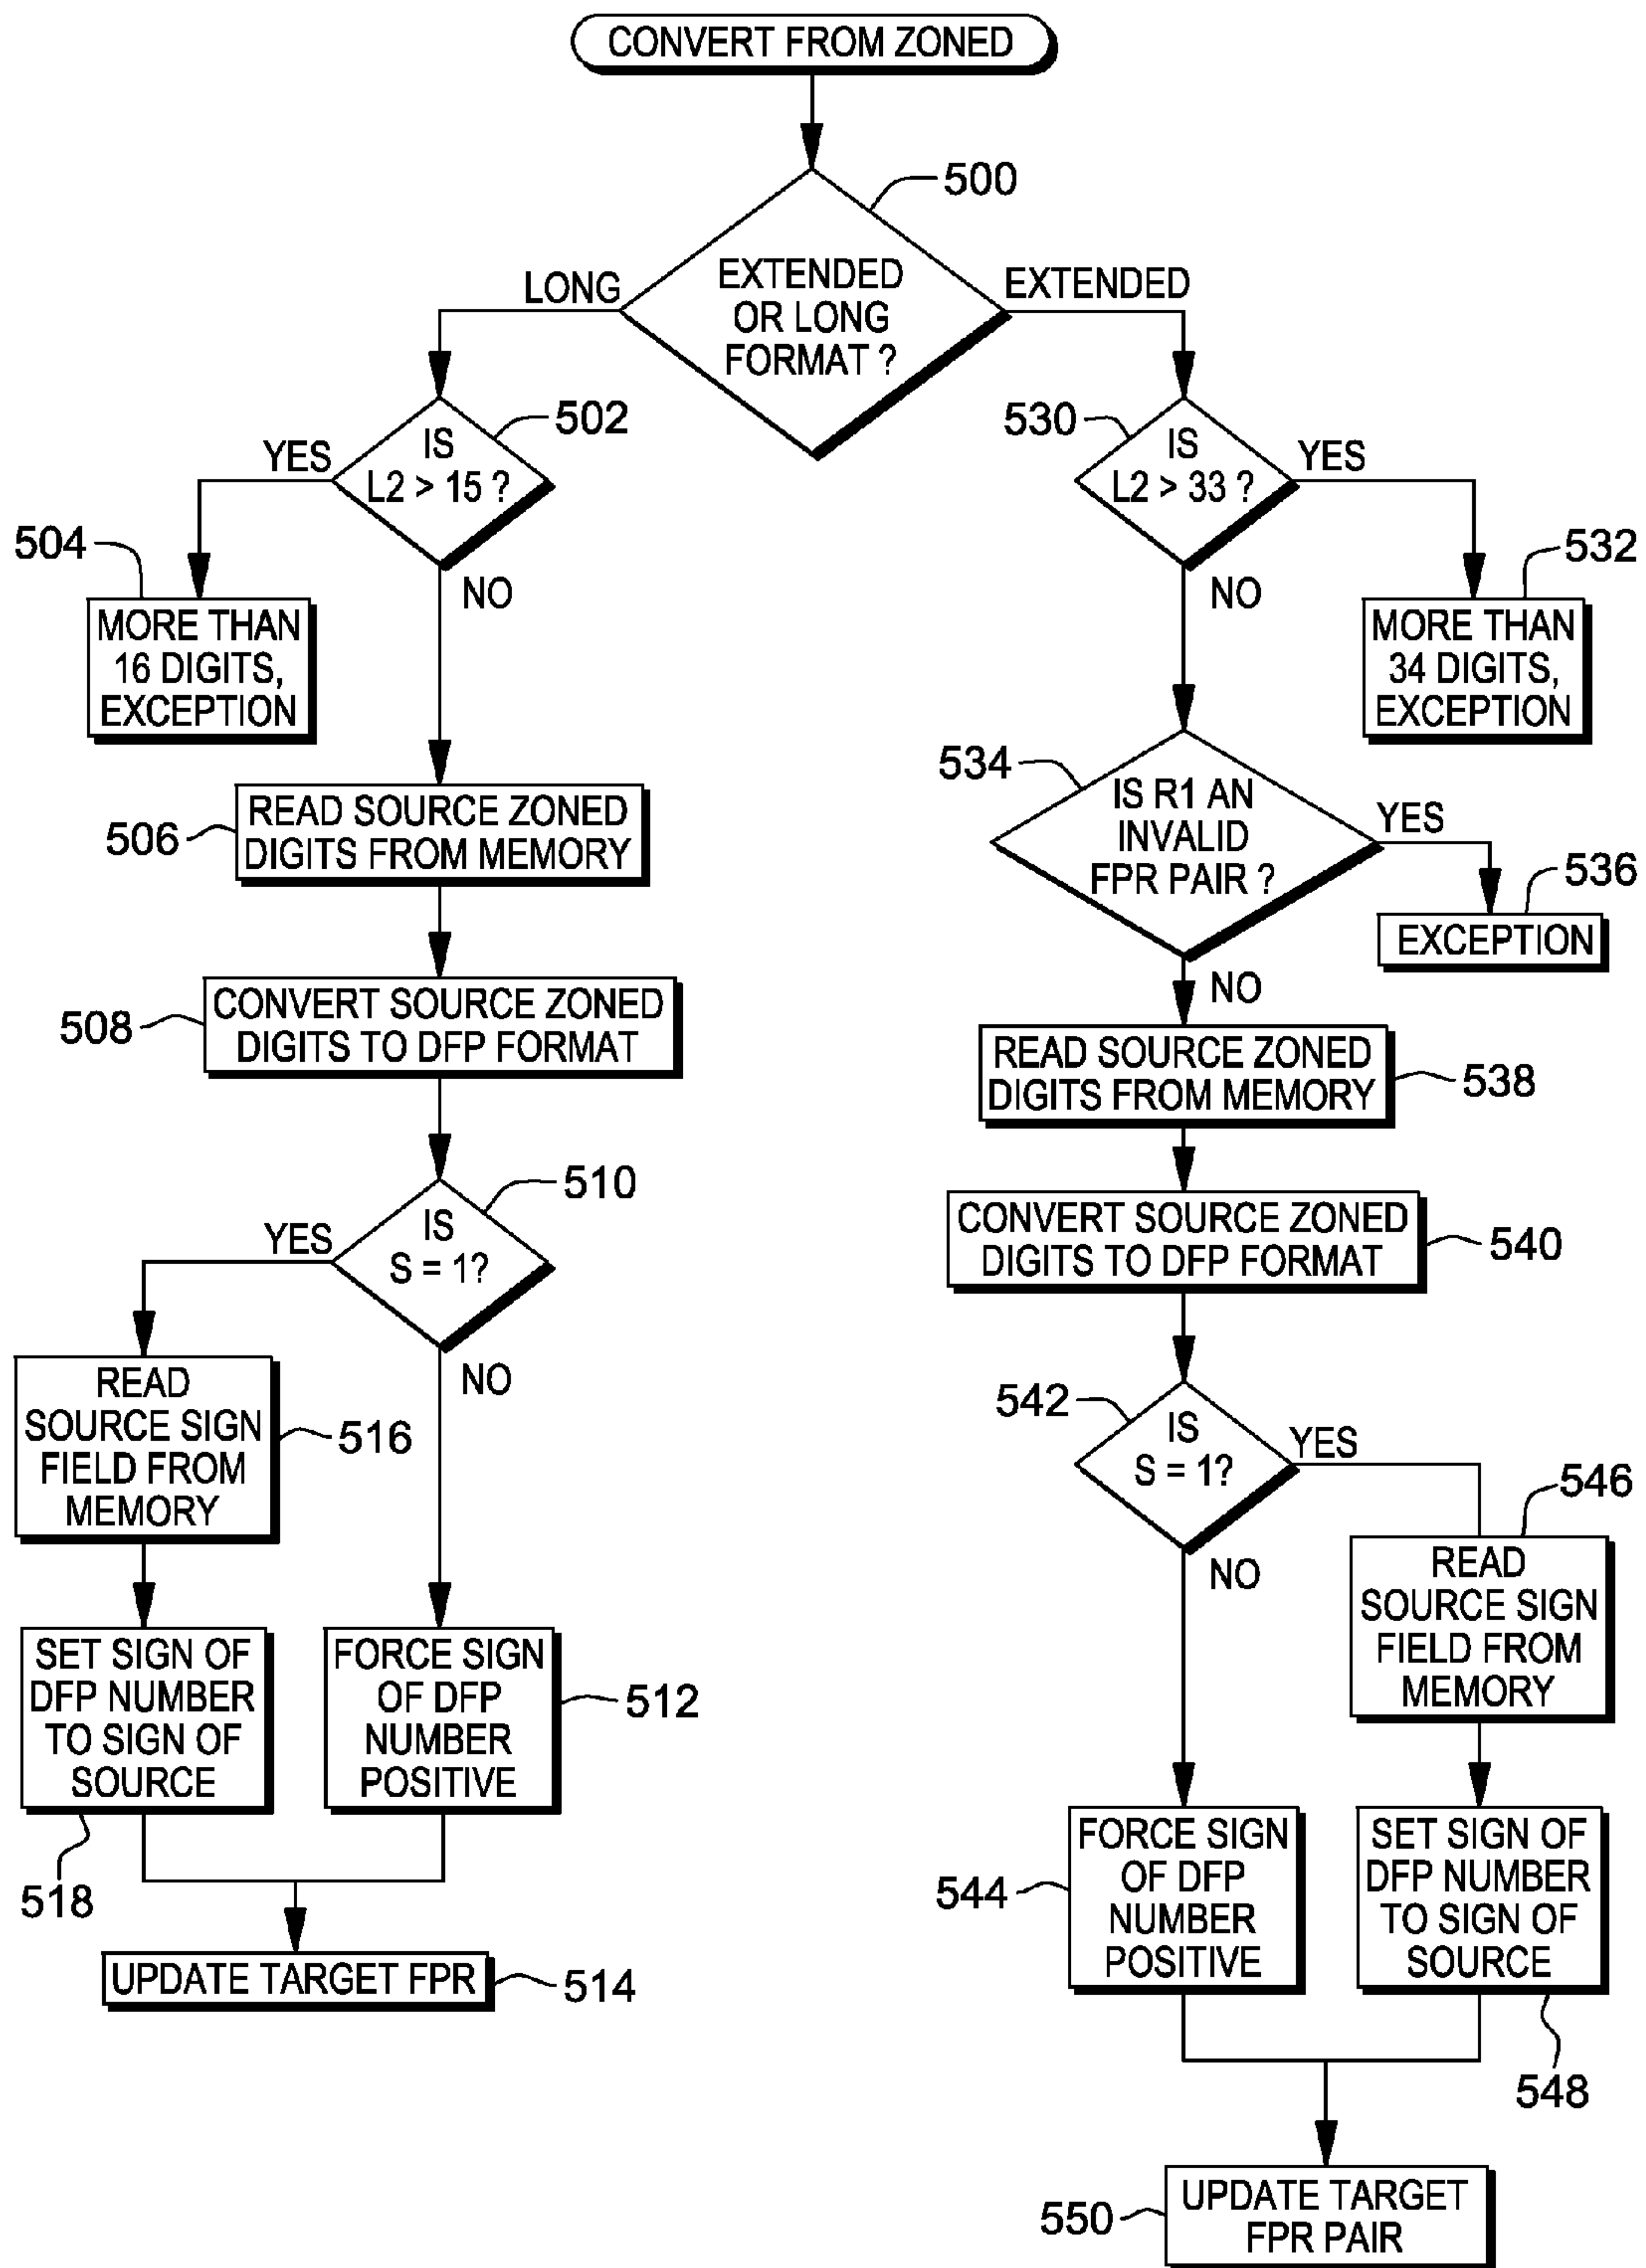 CONVERT FROM ZONED
500
EXTENDED
OR LONG
FORMAT ?
LONG
EXTENDED
502
IS
L2 > 15 ?
YES
NO
504
MORE THAN
16 DIGITS,
EXCEPTION
506
READ SOURCE ZONED
DIGITS FROM MEMORY
508
CONVERT SOURCE ZONED
DIGITS TO DFP FORMAT
510
IS
S = 1?
YES
NO
READ
SOURCE SIGN
FIELD FROM
MEMORY
516
SET SIGN OF
DFP NUMBER
TO SIGN OF
SOURCE
518
FORCE SIGN
OF DFP
NUMBER
POSITIVE
512
UPDATE TARGET FPR
514
530
IS
L2 > 33 ?
YES
NO
532
MORE THAN
34 DIGITS,
EXCEPTION
534
IS R1 AN
INVALID
FPR PAIR ?
YES
NO
536
EXCEPTION
READ SOURCE ZONED
DIGITS FROM MEMORY
538
CONVERT SOURCE ZONED
DIGITS TO DFP FORMAT
540
542
IS
S = 1?
YES
NO
546
READ
SOURCE SIGN
FIELD FROM
MEMORY
544
FORCE SIGN
OF DFP
NUMBER
POSITIVE
SET SIGN OF
DFP NUMBER
TO SIGN OF
SOURCE
548
550
UPDATE TARGET
FPR PAIR